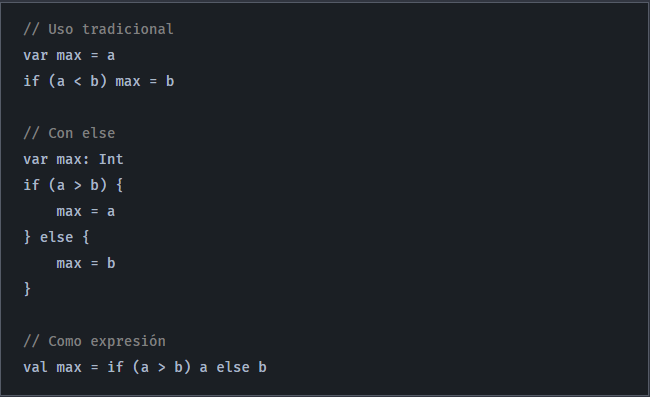 // Uso tradicional
var max = a
if (a < b) max = b
// Con else
var max: Int
if (a > b) {
    max = a
} else {
    max = b
}
// Como expresión
val max = if (a > b) a else b